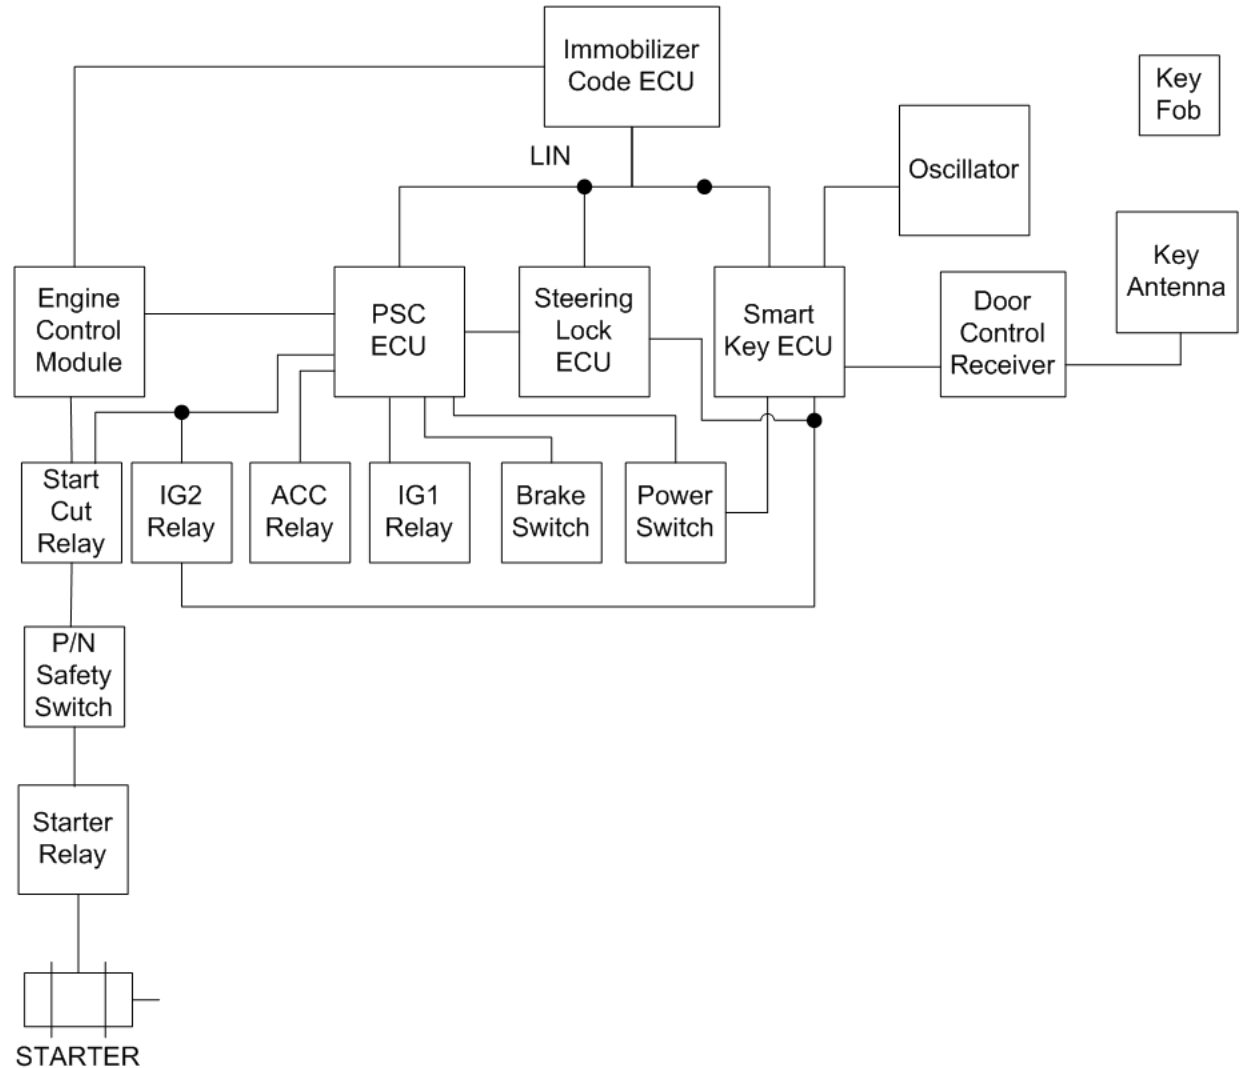 Immobilizer
Code ECU
Key
Fob
LIN
Oscillator
Key
Antenna
Engine
Control
Module
PSC
ECU
Steering
Lock
ECU
Smart
Key ECU
Door
Control
Receiver
Start
Cut
Relay
IG2
Relay
ACC
Relay
IG1
Relay
Brake
Switch
Power
Switch
P/N
Safety
Switch
Starter
Relay
STARTER